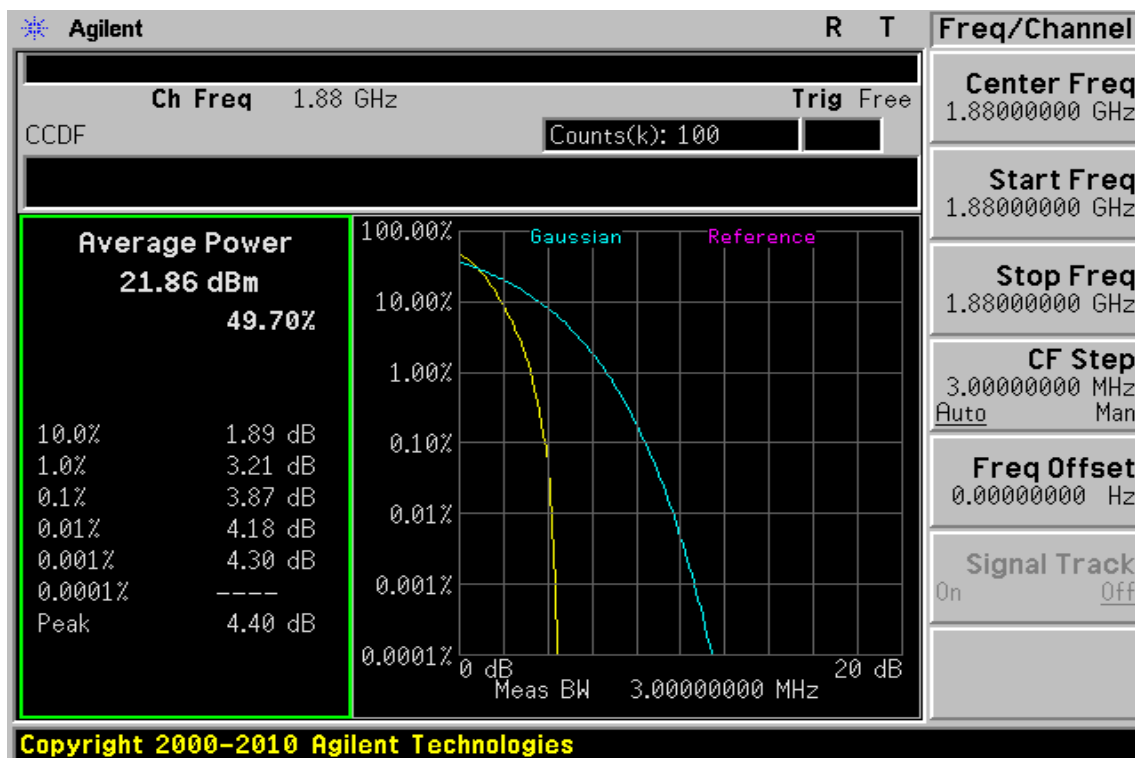 Agilent
R T
Ch Freq 1.88 GHz
Trig Free
CCDF
Counts(k): 100
Average Power
21.86 dBm
49.70%
10.0% 1.89 dB
1.0% 3.21 dB
0.1% 3.87 dB
0.01% 4.18 dB
0.001% 4.30 dB
0.0001% ----
Peak 4.40 dB
Gaussian
Reference
100.00%
10.00%
1.00%
0.10%
0.01%
0.001%
0.0001%
0 dB
20 dB
Meas BW 3.00000000 MHz
Freq/Channel
Center Freq
1.88000000 GHz
Start Freq
1.88000000 GHz
Stop Freq
1.88000000 GHz
CF Step
3.00000000 MHz
Auto Man
Freq Offset
0.00000000 Hz
Signal Track
On Off
Copyright 2000-2010 Agilent Technologies